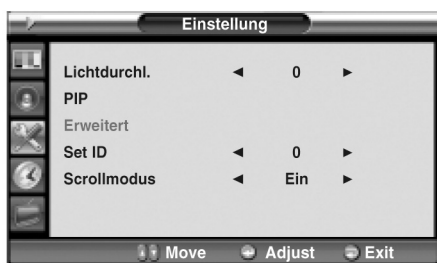 Einstellung
Lichtdurchl. ◄ 0 ►
PIP
Erweitert
Set ID ◄ 0 ►
Scrollmodus ◄ Ein ►
Move Adjust Exit